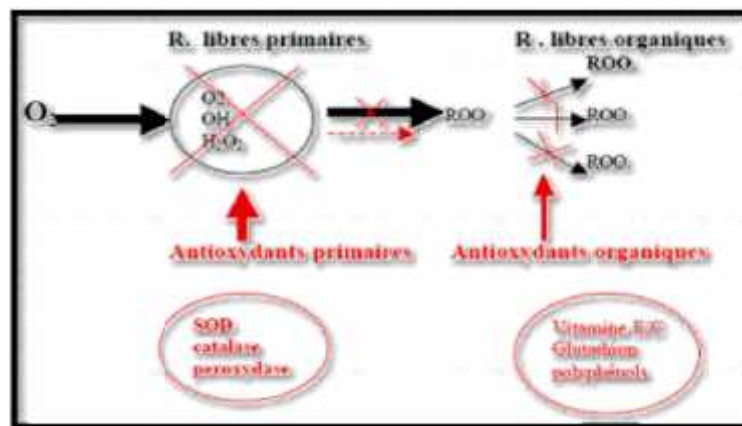 R. libres primaires
R . libres organiques
O₂
O2.
OH
H₂O₂
ROO
ROO.
ROO.
ROO.
Antioxydants primaires
Antioxydants organiques
SOD
catalase
peroxydase
Vitamine E/C
Glutathion
polyphénols